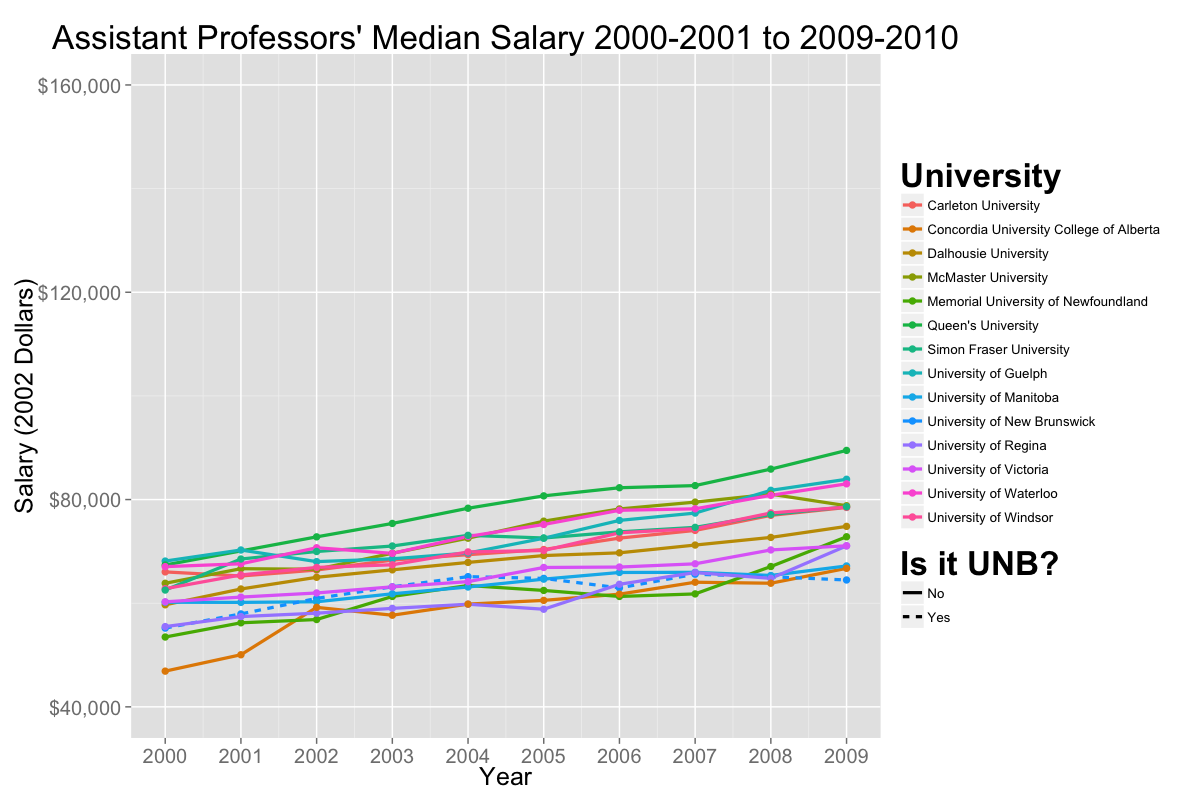 Assistant Professors' Median Salary 2000-2001 to 2009-2010
Salary (2002 Dollars)
$160,000
$120,000
$80,000
$40,000
2000 2001 2002 2003 2004 2005 2006 2007 2008 2009
Year
University
Carleton University
Concordia University College of Alberta
Dalhousie University
McMaster University
Memorial University of Newfoundland
Queen's University
Simon Fraser University
University of Guelph
University of Manitoba
University of New Brunswick
University of Regina
University of Victoria
University of Waterloo
University of Windsor
Is it UNB?
No
Yes